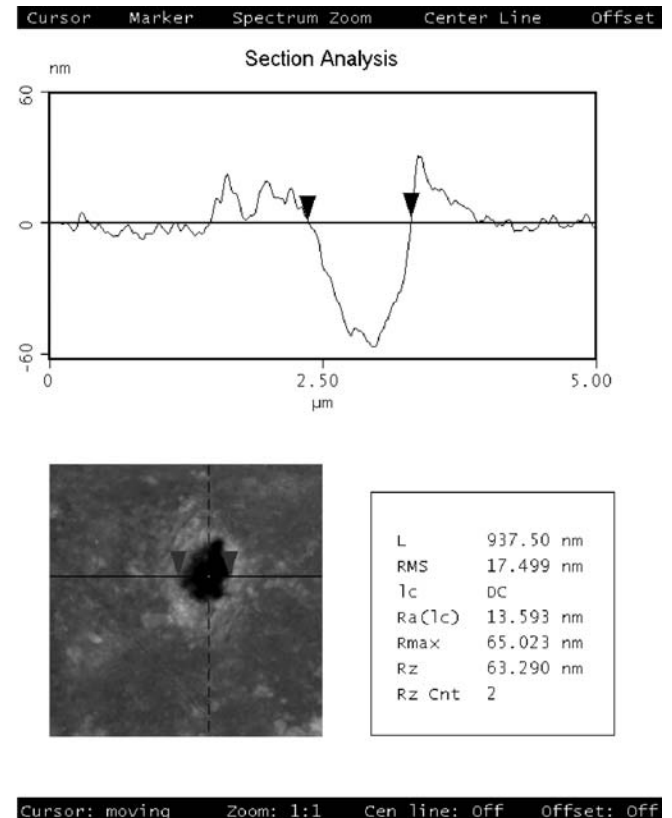 Cursor Marker Spectrum Zoom Center Line Offset
Section Analysis
nm
60
0
-60
0 2.50 5.00
µm
L 937.50 nm
RMS 17.499 nm
lc DC
Ra(lc) 13.593 nm
Rmax 65.023 nm
Rz 63.290 nm
Rz Cnt 2
Cursor: moving Zoom: 1:1 Cen line: Off Offset: Off